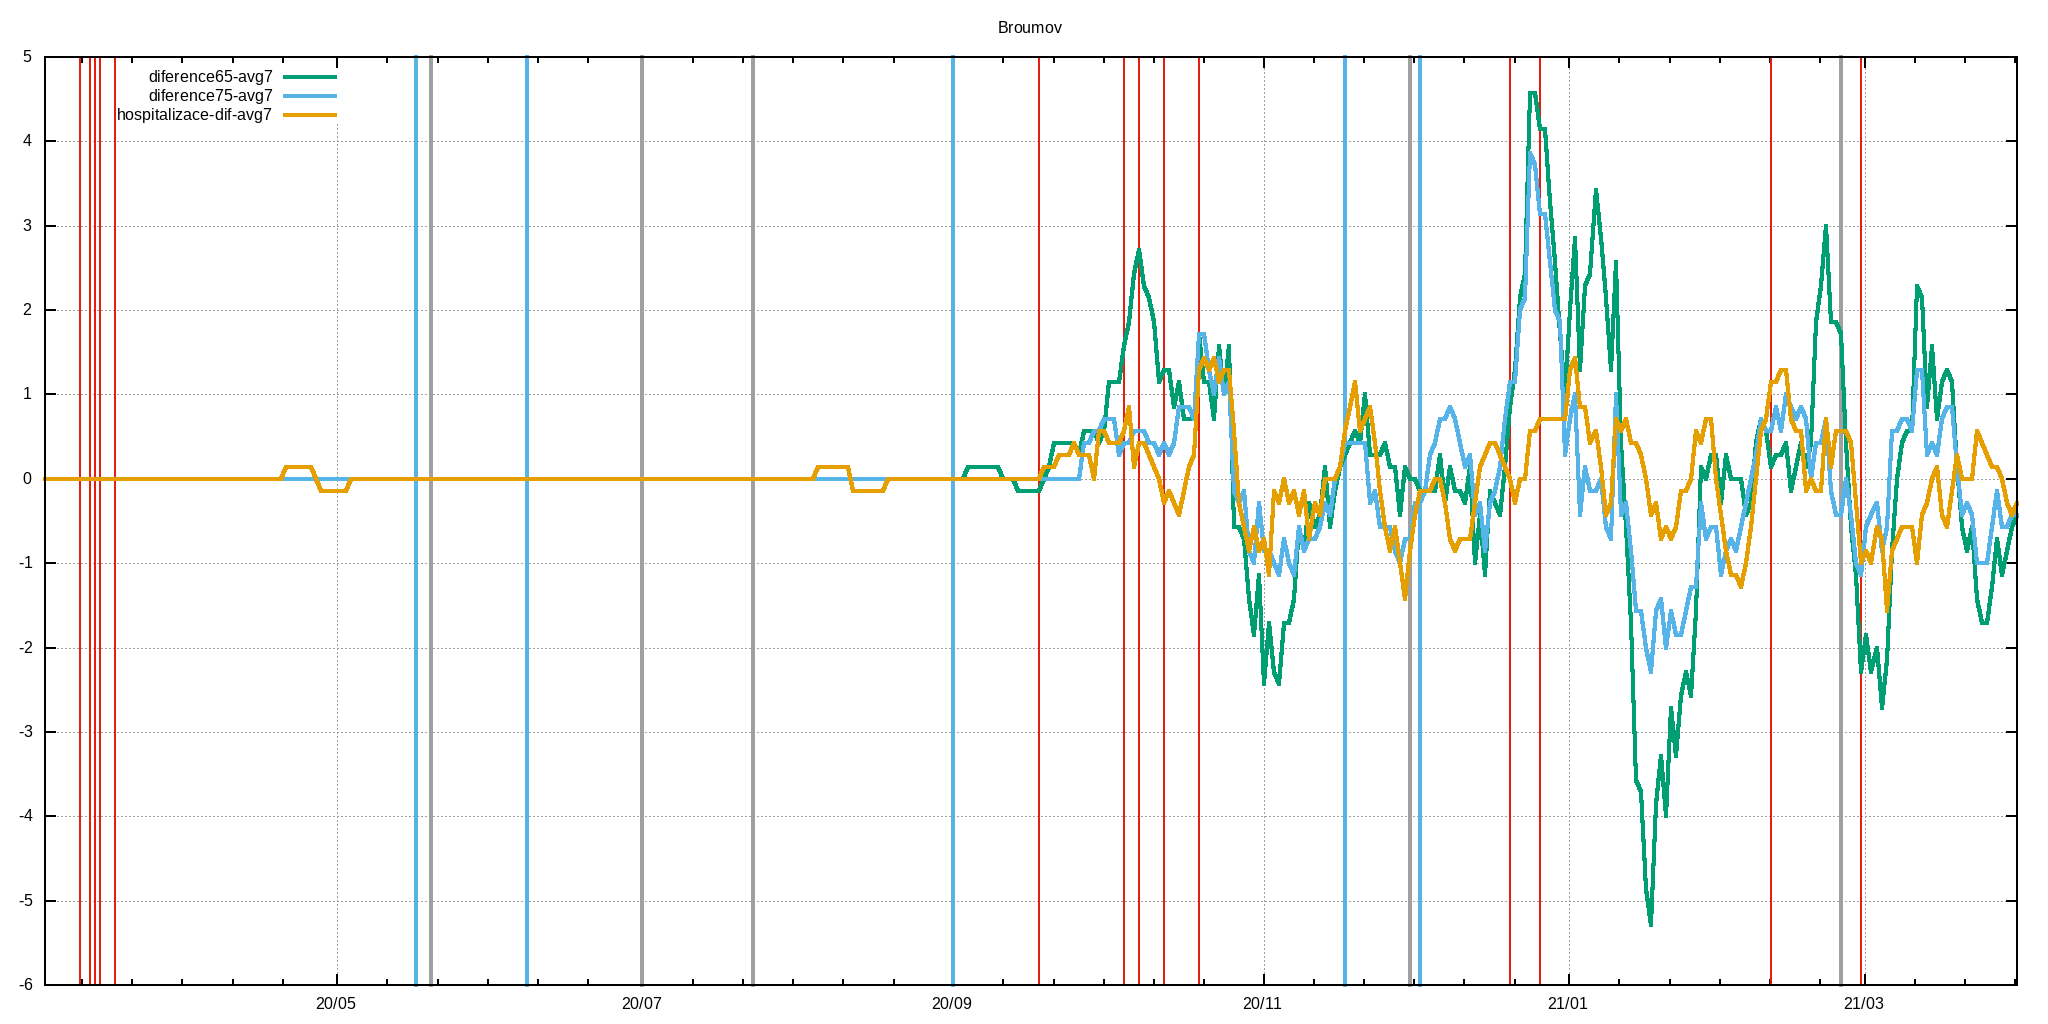 Broumov
diference65-avg7
diference75-avg7
hospitalizace-dif-avg7
5
4
3
2
1
0
-1
-2
-3
-4
-5
-6
20/05 20/07 20/09 20/11 21/01 21/03